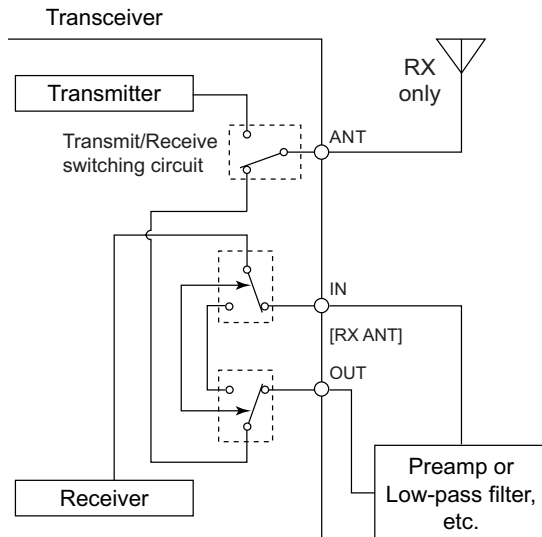 Transceiver
Transmitter
RX
only
Transmit/Receive
switching circuit
ANT
IN
[RX ANT]
OUT
Receiver
Preamp or
Low-pass filter,
etc.